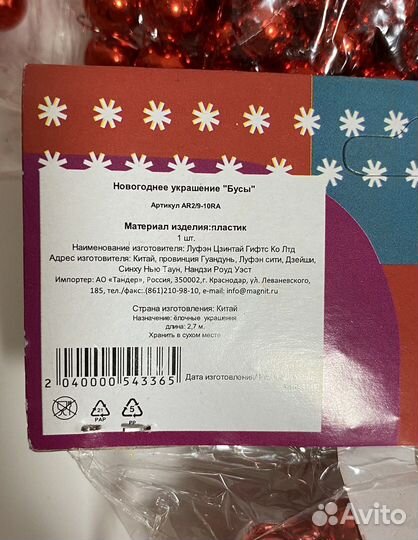 Новогоднее украшение "Бусы"
Артикул AR2/9-10RA
Материал изделия:пластик
1 шт.
Наименование изготовителя: Луфэн Цзинтай Гифтс Ко Лтд
Адрес изготовителя: Китай, провинция Гуандунь, Луфэн сити, Дзейши,
Синху Нью Таун, Нандзи Роуд Уэст
Импортер: АО «Тандер», Россия, 350002,г. Краснодар, ул. Леваневского,
185, тел./факс:.(861)210-98-10, e-mail: info@magnit.ru
Страна изготовления: Китай
Назначение: ёлочные украшения
длина: 2,7 м.
Хранить в сухом месте
2 040000 543365
Дата изготовления/
21
PAP
5
PP
Avito